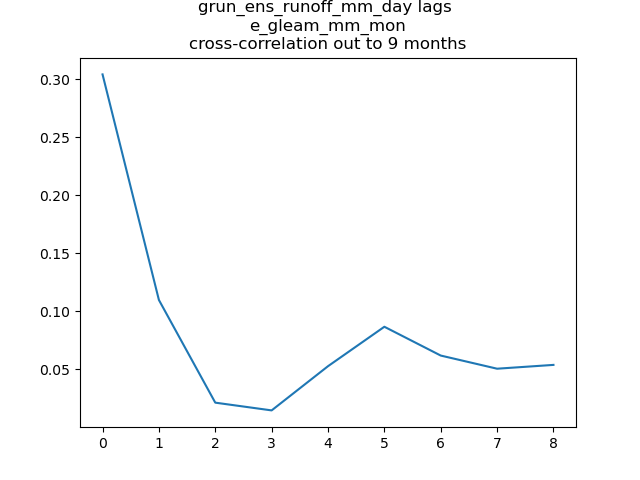 grun_ens_runoff_mm_day lags
e_gleam_mm_mon
cross-correlation out to 9 months
0.30
0.25
0.20
0.15
0.10
0.05
0 1 2 3 4 5 6 7 8